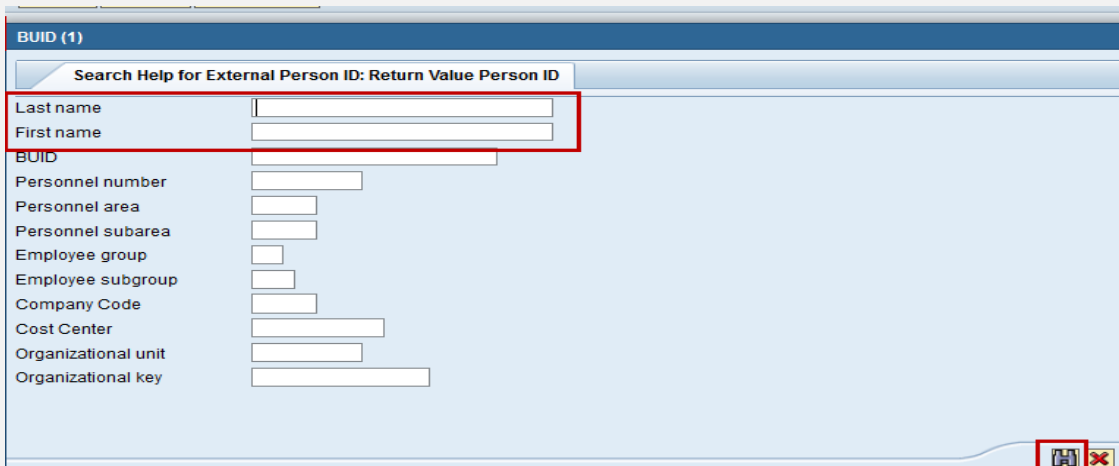 BUID (1)
Search Help for External Person ID: Return Value Person ID
Last name
First name
BUID
Personnel number
Personnel area
Personnel subarea
Employee group
Employee subgroup
Company Code
Cost Center
Organizational unit
Organizational key